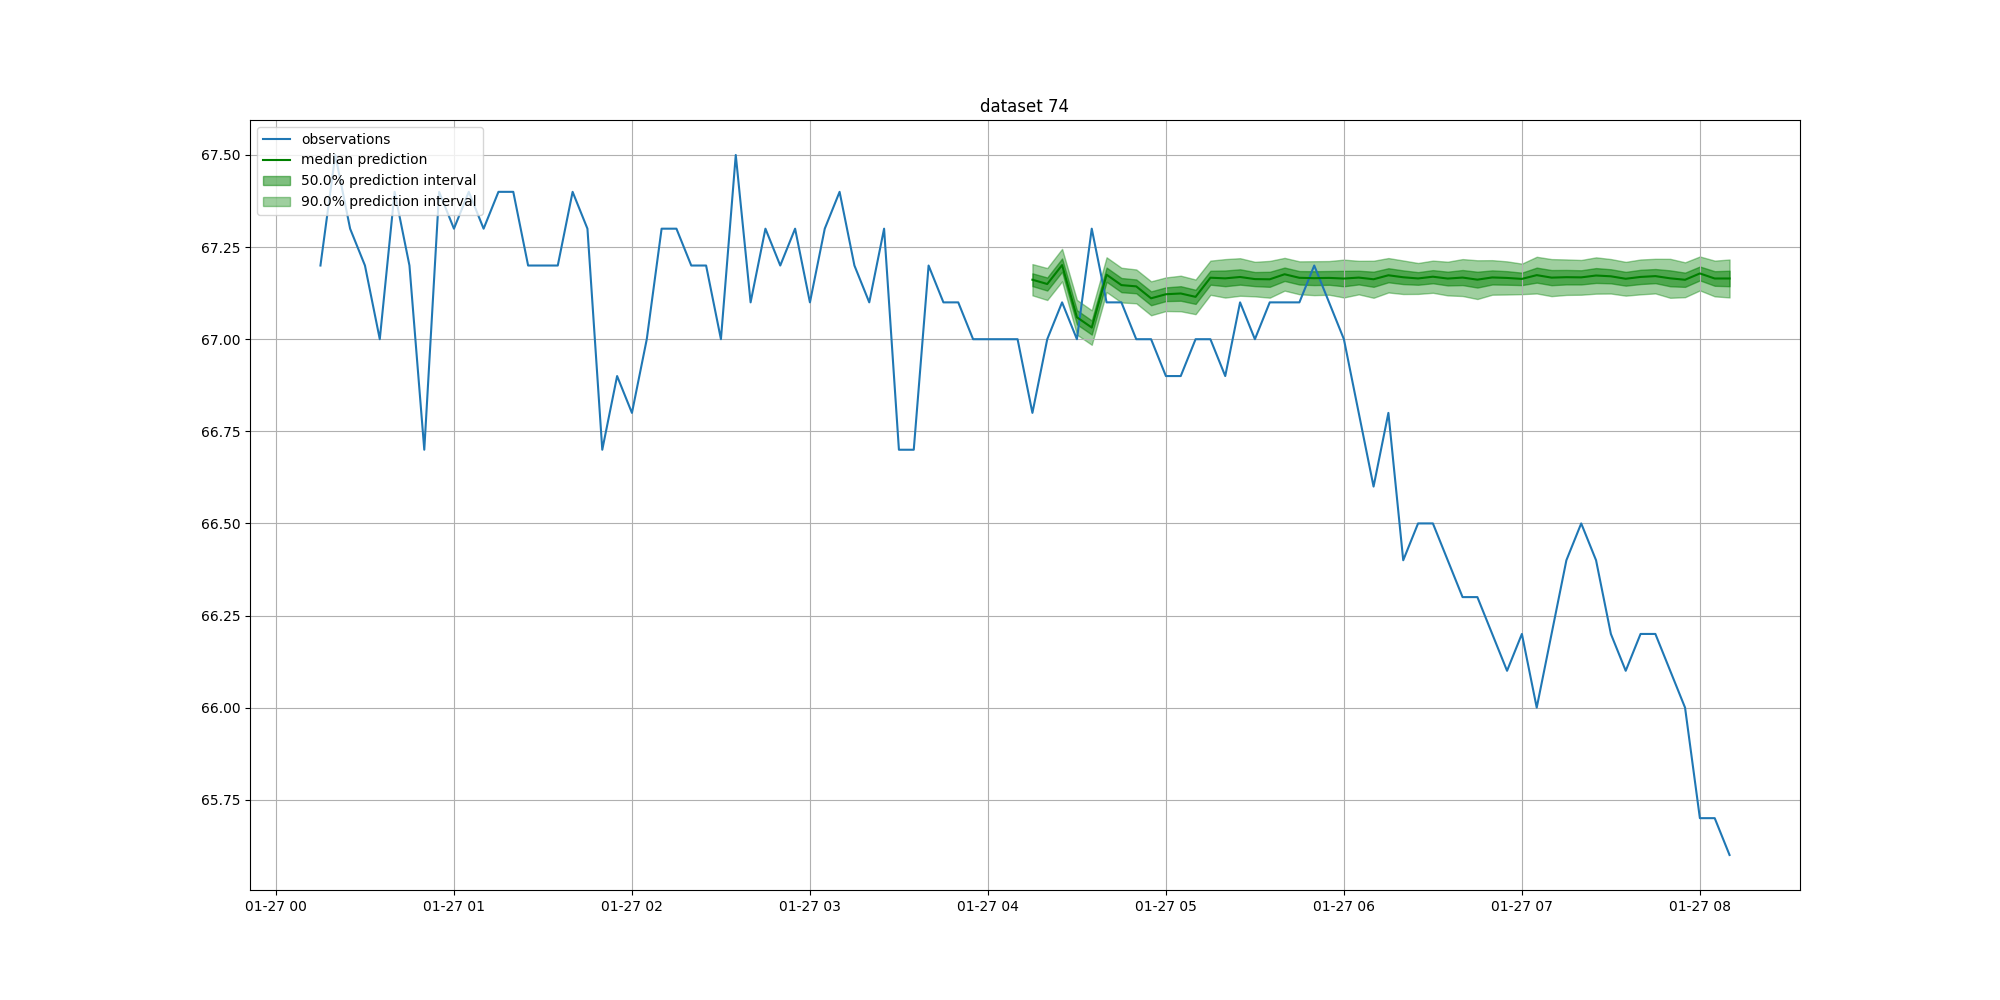 dataset 74
observations
median prediction
50.0% prediction interval
90.0% prediction interval
67.50
67.25
67.00
66.75
66.50
66.25
66.00
65.75
01-27 00 01-27 01 01-27 02 01-27 03 01-27 04 01-27 05 01-27 06 01-27 07 01-27 08